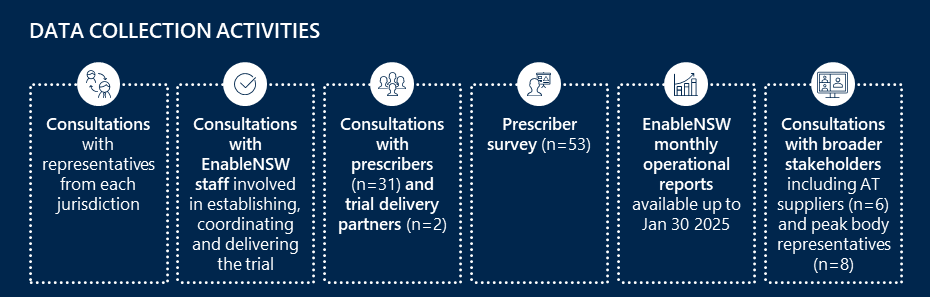 DATA COLLECTION ACTIVITIES
Consultations
with
representatives
from each
jurisdiction
Consultations
with
EnableNSW
staff involved
in establishing,
coordinating
and delivering
the trial
Consultations
with
prescribers
(n=31) and
trial delivery
partners (n=2)
Prescriber
survey (n=53)
EnableNSW
monthly
operational
reports
available up to
Jan 30 2025
Consultations
with broader
stakeholders
including AT
suppliers (n=6)
and peak body
representatives
(n=8)